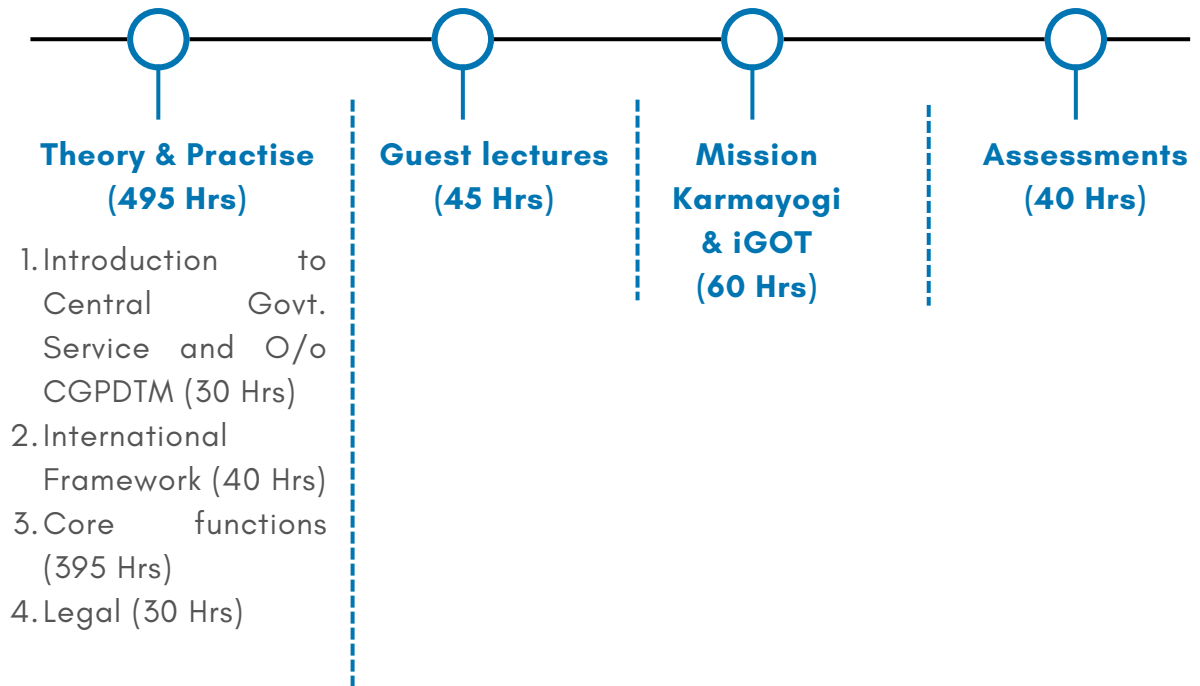 Theory & Practise
(495 Hrs)
1. Introduction to
Central Govt.
Service and O/o
CGPDTM (30 Hrs)
2. International
Framework (40 Hrs)
3. Core functions
(395 Hrs)
4. Legal (30 Hrs)
Guest lectures
(45 Hrs)
Mission
Karmayogi
& iGOT
(60 Hrs)
Assessments
(40 Hrs)